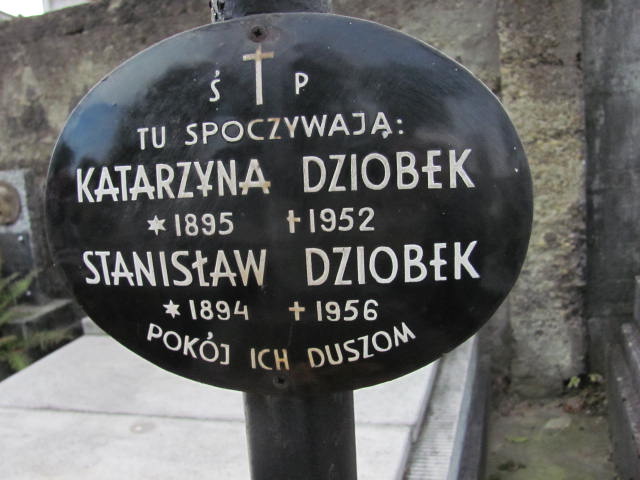 Ś P
TU SPOCZYWAJĄ:
KATARZYNA DZIOBEK
* 1895 † 1952
STANISŁAW DZIOBEK
* 1894 † 1956
POKÓJ ICH DUSZOM